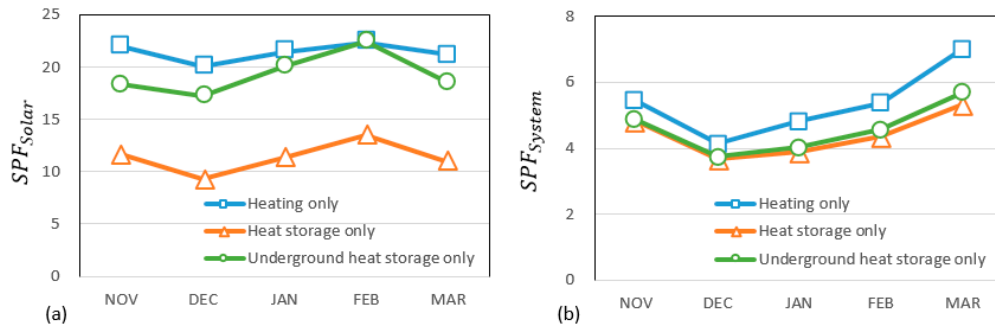 25
20
15
10
5
0
SPF_Solar
Heating only
Heat storage only
Underground heat storage only
NOV DEC JAN FEB MAR
(a)
8
6
4
2
0
SPF_System
Heating only
Heat storage only
Underground heat storage only
NOV DEC JAN FEB MAR
(b)